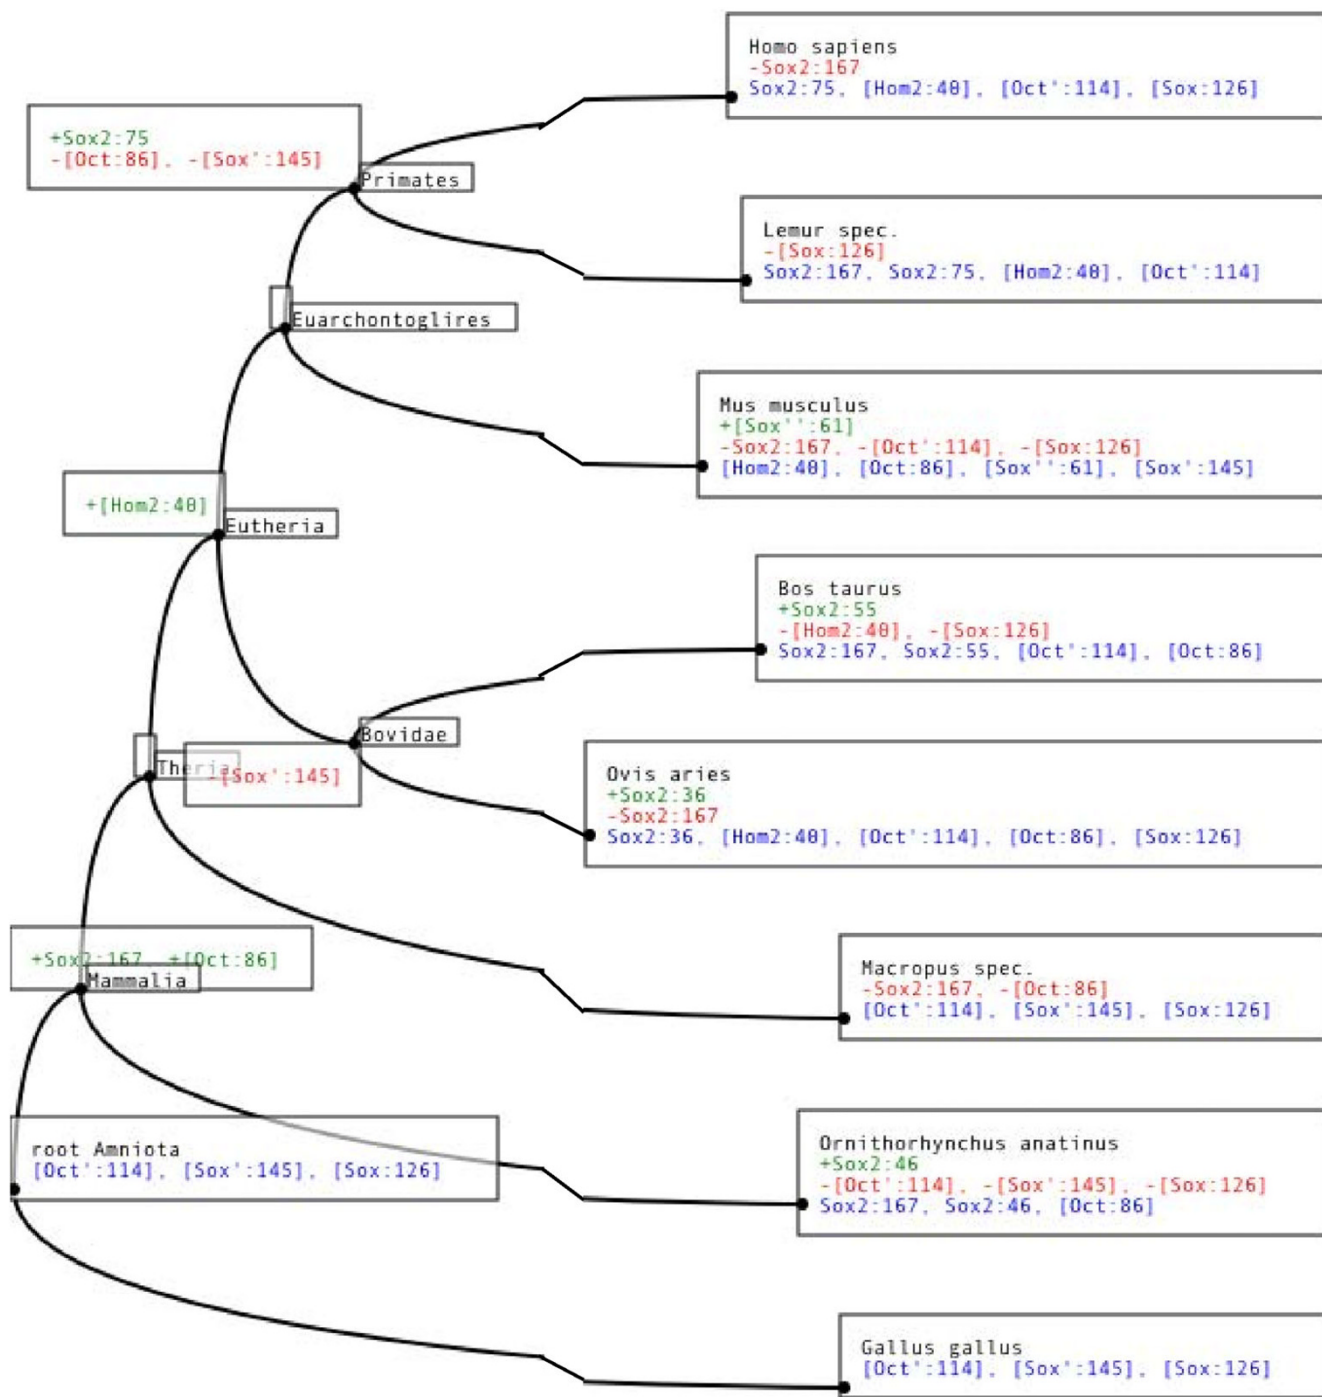 Homo sapiens
-Sox2:167
Sox2:75, [Hom2:40], [Oct':114], [Sox:126]
+Sox2:75
-[Oct:86], -[Sox':145]
Primates
Lemur spec.
-[Sox:126]
Sox2:167, Sox2:75, [Hom2:40], [Oct':114]
Euarchontoglires
Mus musculus
+[Sox'':61]
-Sox2:167, -[Oct':114], -[Sox:126]
[Hom2:40], [Oct:86], [Sox'':61], [Sox':145]
+[Hom2:40]
Eutheria
Bos taurus
+Sox2:55
-[Hom2:40], -[Sox:126]
Sox2:167, Sox2:55, [Oct':114], [Oct:86]
Bovidae
Theria
-[Sox':145]
Ovis aries
+Sox2:36
-Sox2:167
Sox2:36, [Hom2:40], [Oct':114], [Oct:86], [Sox:126]
+Sox2:167, +[Oct:86]
Mammalia
Macropus spec.
-Sox2:167, -[Oct:86]
[Oct':114], [Sox':145], [Sox:126]
root Amniota
[Oct':114], [Sox':145], [Sox:126]
Ornithorhynchus anatinus
+Sox2:46
-[Oct':114], -[Sox':145], -[Sox:126]
Sox2:167, Sox2:46, [Oct:86]
Gallus gallus
[Oct':114], [Sox':145], [Sox:126]